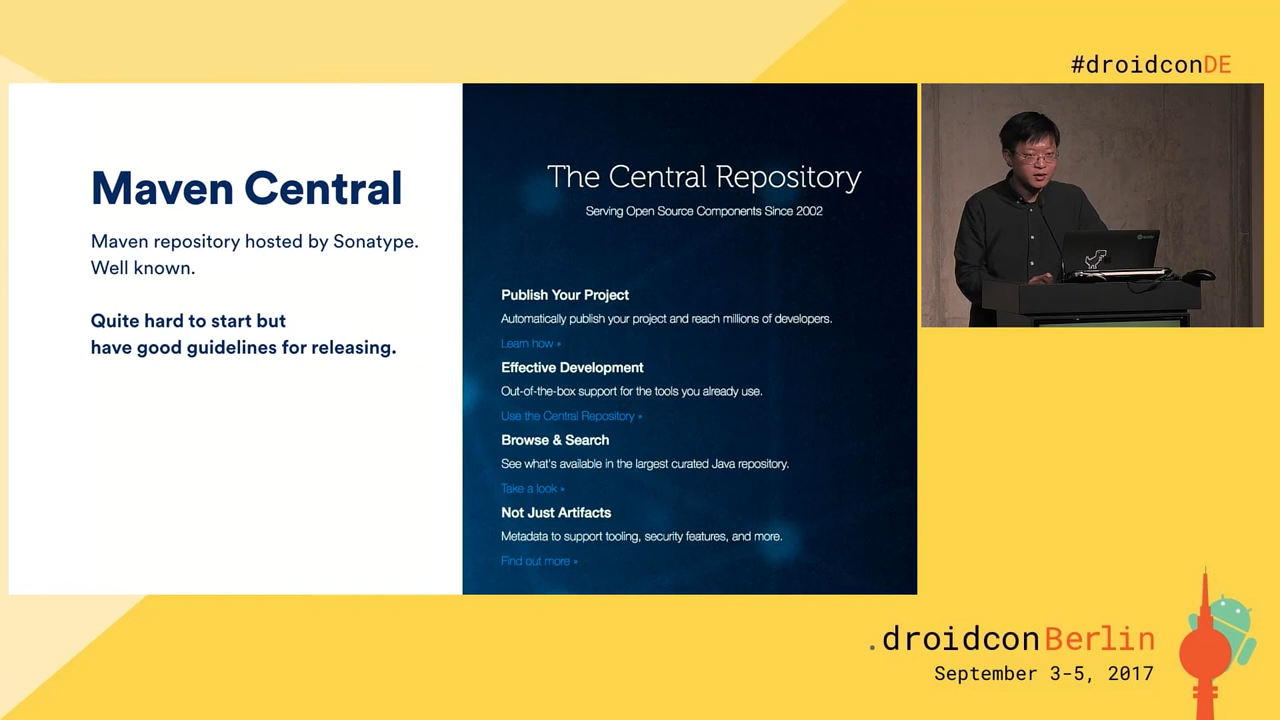 #droidconDE
Maven Central
Maven repository hosted by Sonatype.
Well known.
Quite hard to start but
have good guidelines for releasing.
The Central Repository
Serving Open Source Components Since 2002
Publish Your Project
Automatically publish your project and reach millions of developers.
Learn how »
Effective Development
Out-of-the-box support for the tools you already use.
Use the Central Repository »
Browse & Search
See what's available in the largest curated Java repository.
Take a look »
Not Just Artifacts
Metadata to support tooling, security features, and more.
Find out more »
.droidconBerlin
September 3-5, 2017